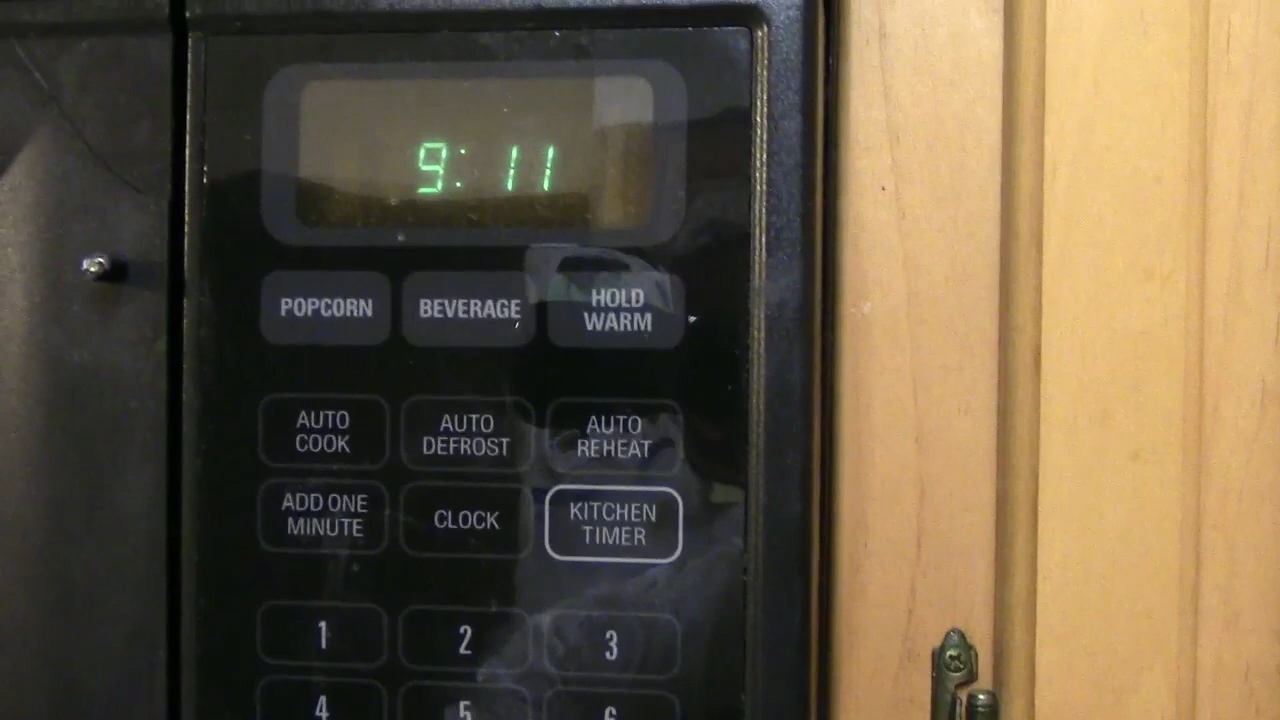 9:11
POPCORN
BEVERAGE
HOLD
WARM
AUTO
COOK
AUTO
DEFROST
AUTO
REHEAT
ADD ONE
MINUTE
CLOCK
KITCHEN
TIMER
1
2
3
4
5
6